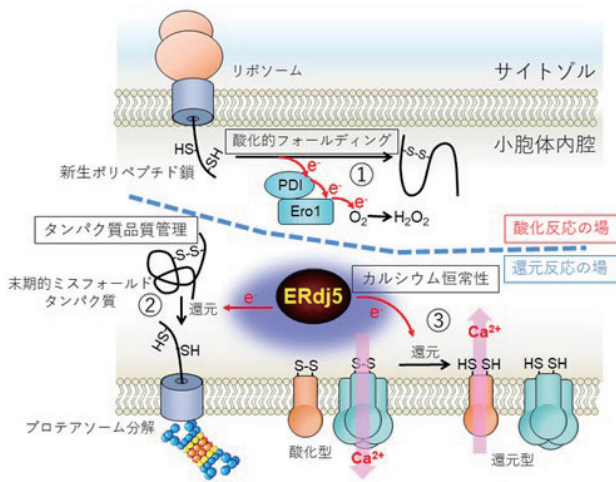 リボソーム
サイトゾル
小胞体内腔
HS-
-SH
酸化的フォールディング
-S-S-
新生ポリペプチド鎖
e-
①
PDI
e-
Ero1
e-
O₂→H₂O₂
酸化反応の場
還元反応の場
タンパク質品質管理
-S-S-
末期的ミスフォールド
タンパク質
②
還元
e-
ERdj5
カルシウム恒常性
e-
③
還元
Ca²⁺
HS-
-SH
S-S
S-S
HS SH
HS SH
プロテアソーム分解
酸化型
Ca²⁺
還元型